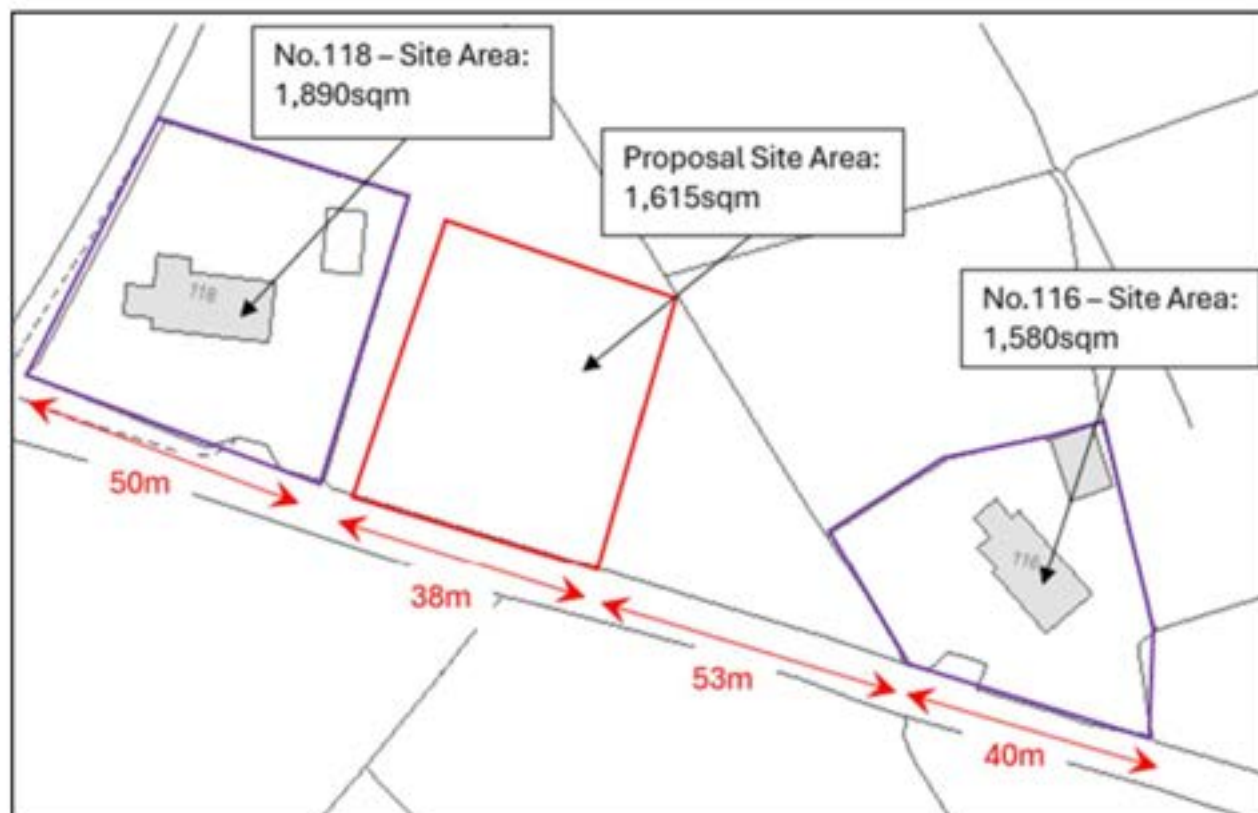 No.118 – Site Area:
1,890sqm
Proposal Site Area:
1,615sqm
No.116 – Site Area:
1,580sqm
118
116
50m
38m
53m
40m